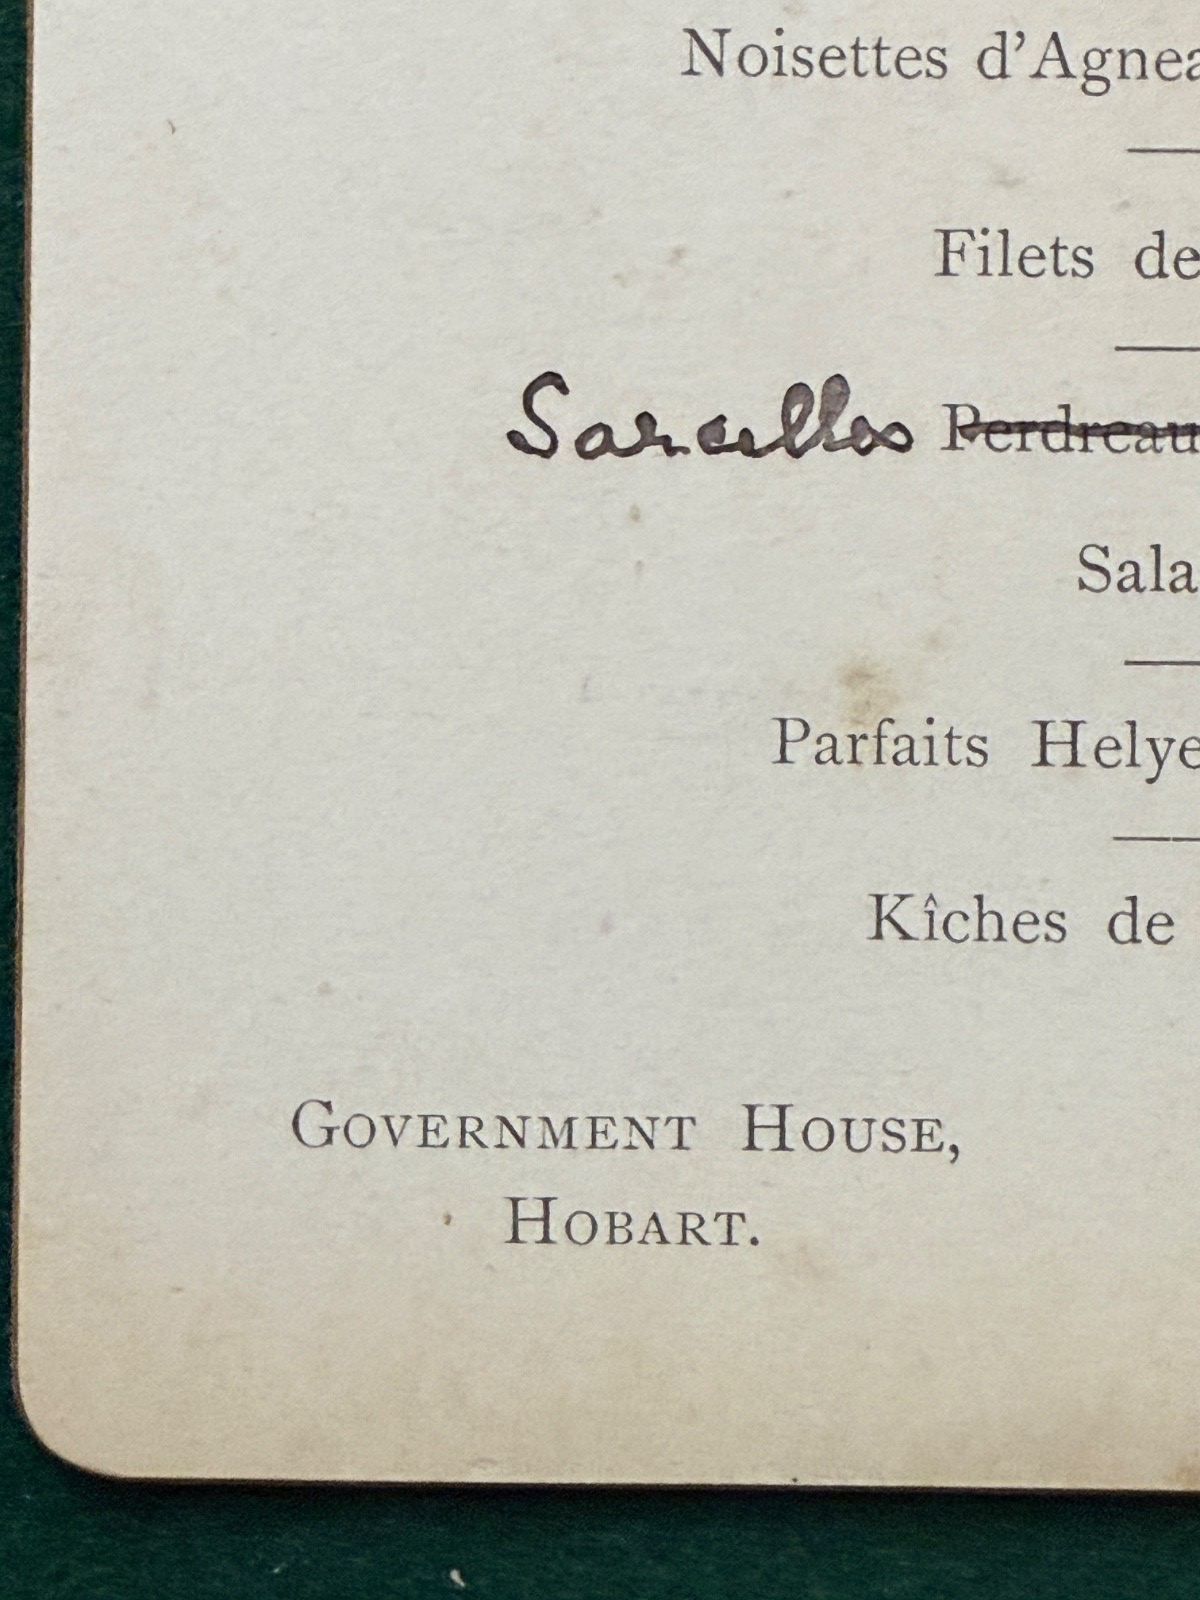 Noisettes d'Agnea
Filets de
Sarcelles Perdreau
Sala
Parfaits Helye
Kîches de
GOVERNMENT HOUSE,
HOBART.